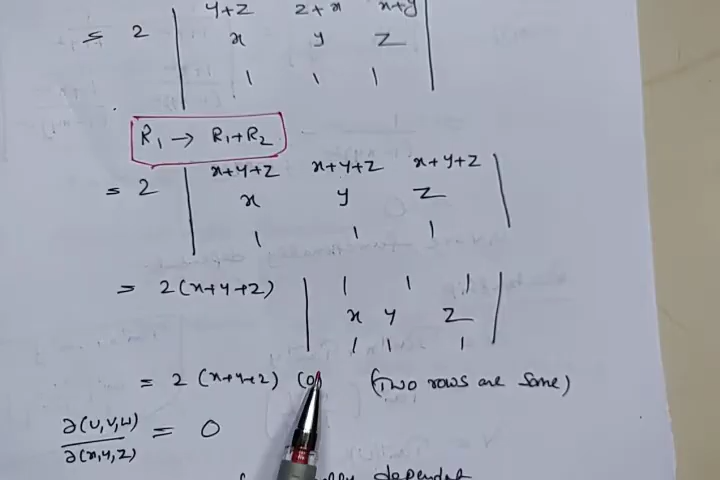 y+z z+x x+y
= 2 | x y z |
1 1 1
R1 → R1+R2
x+y+z x+y+z x+y+z
= 2 | x y z |
1 1 1
= 2(x+y+z) | 1 1 1 |
x y z
1 1 1
= 2 (x+y+z) (0) (Two rows are same)
∂(u,v,w)
∂(x,y,z) = 0
dependent